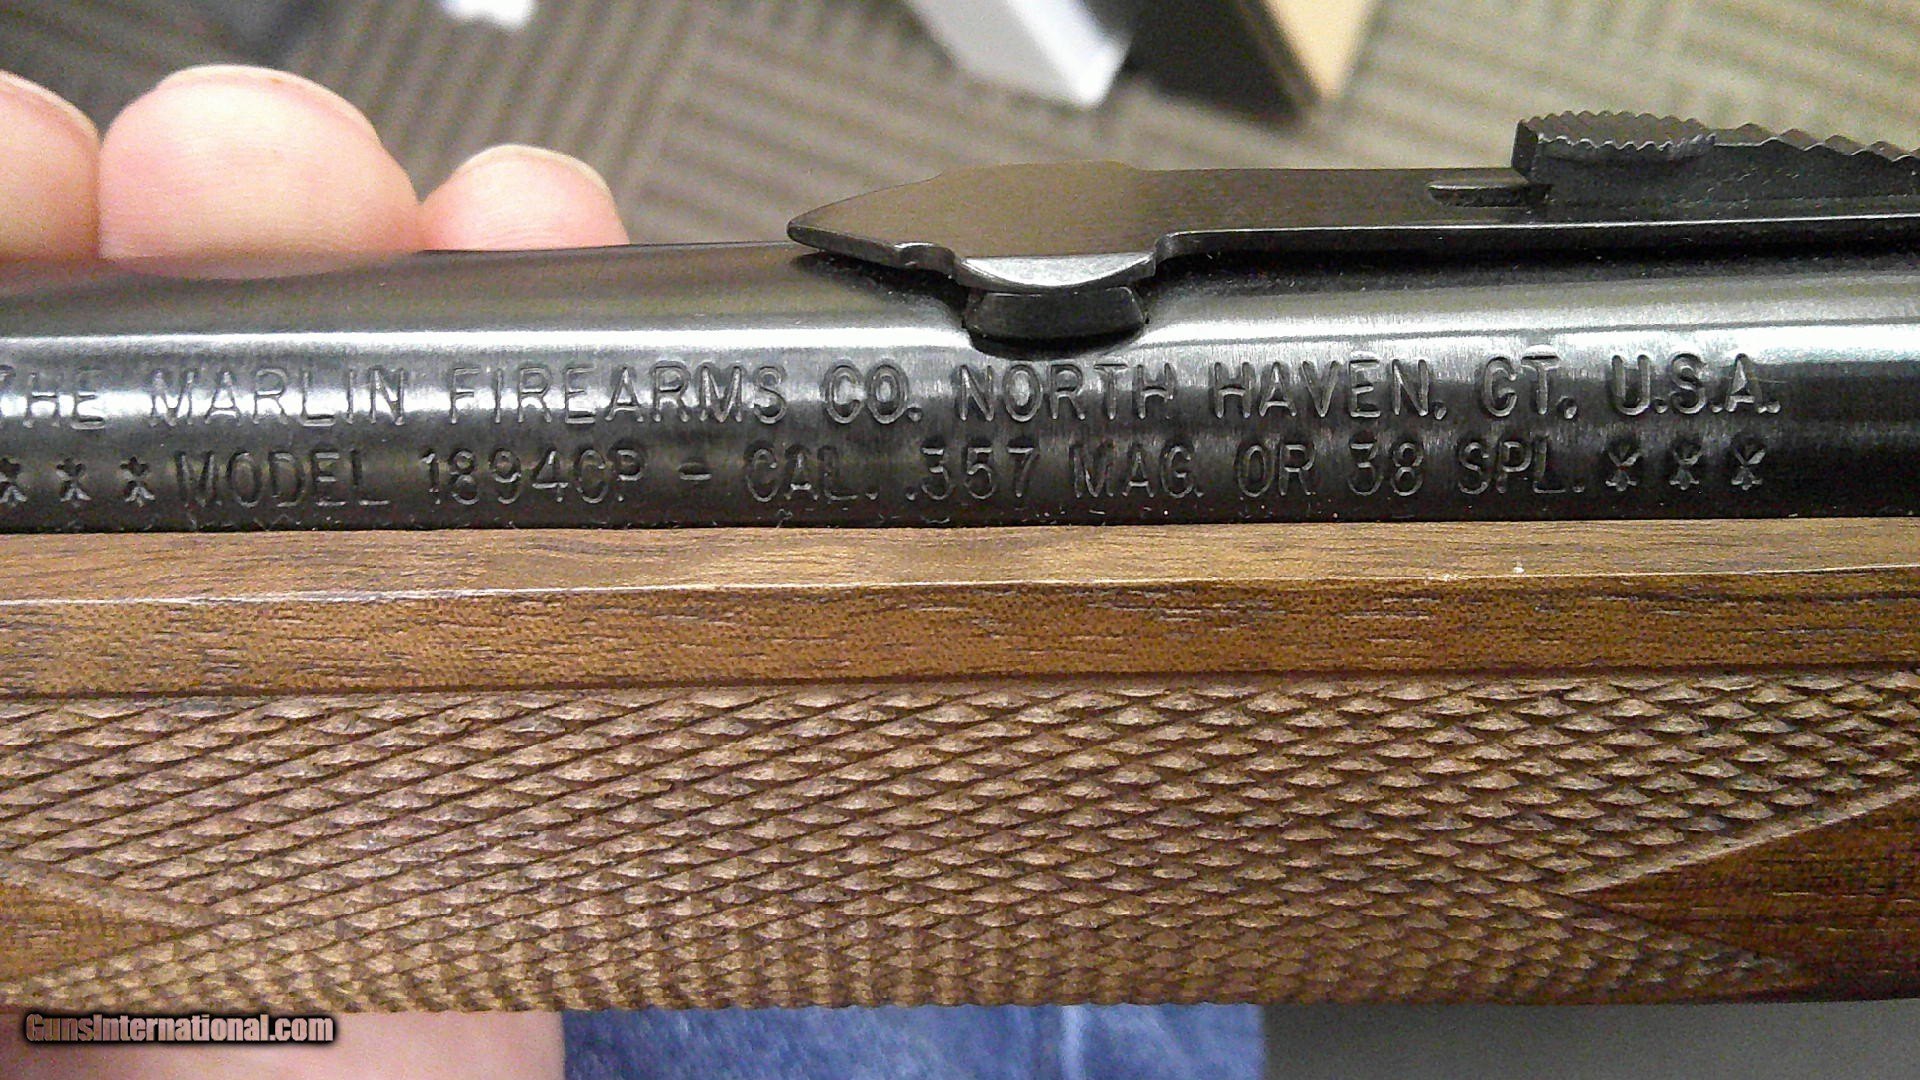 THE MARLIN FIREARMS CO. NORTH HAVEN, CT. U.S.A.
* * * MODEL 1894CP - CAL. .357 MAG. OR 38 SPL. * * *
GunsInternational.com